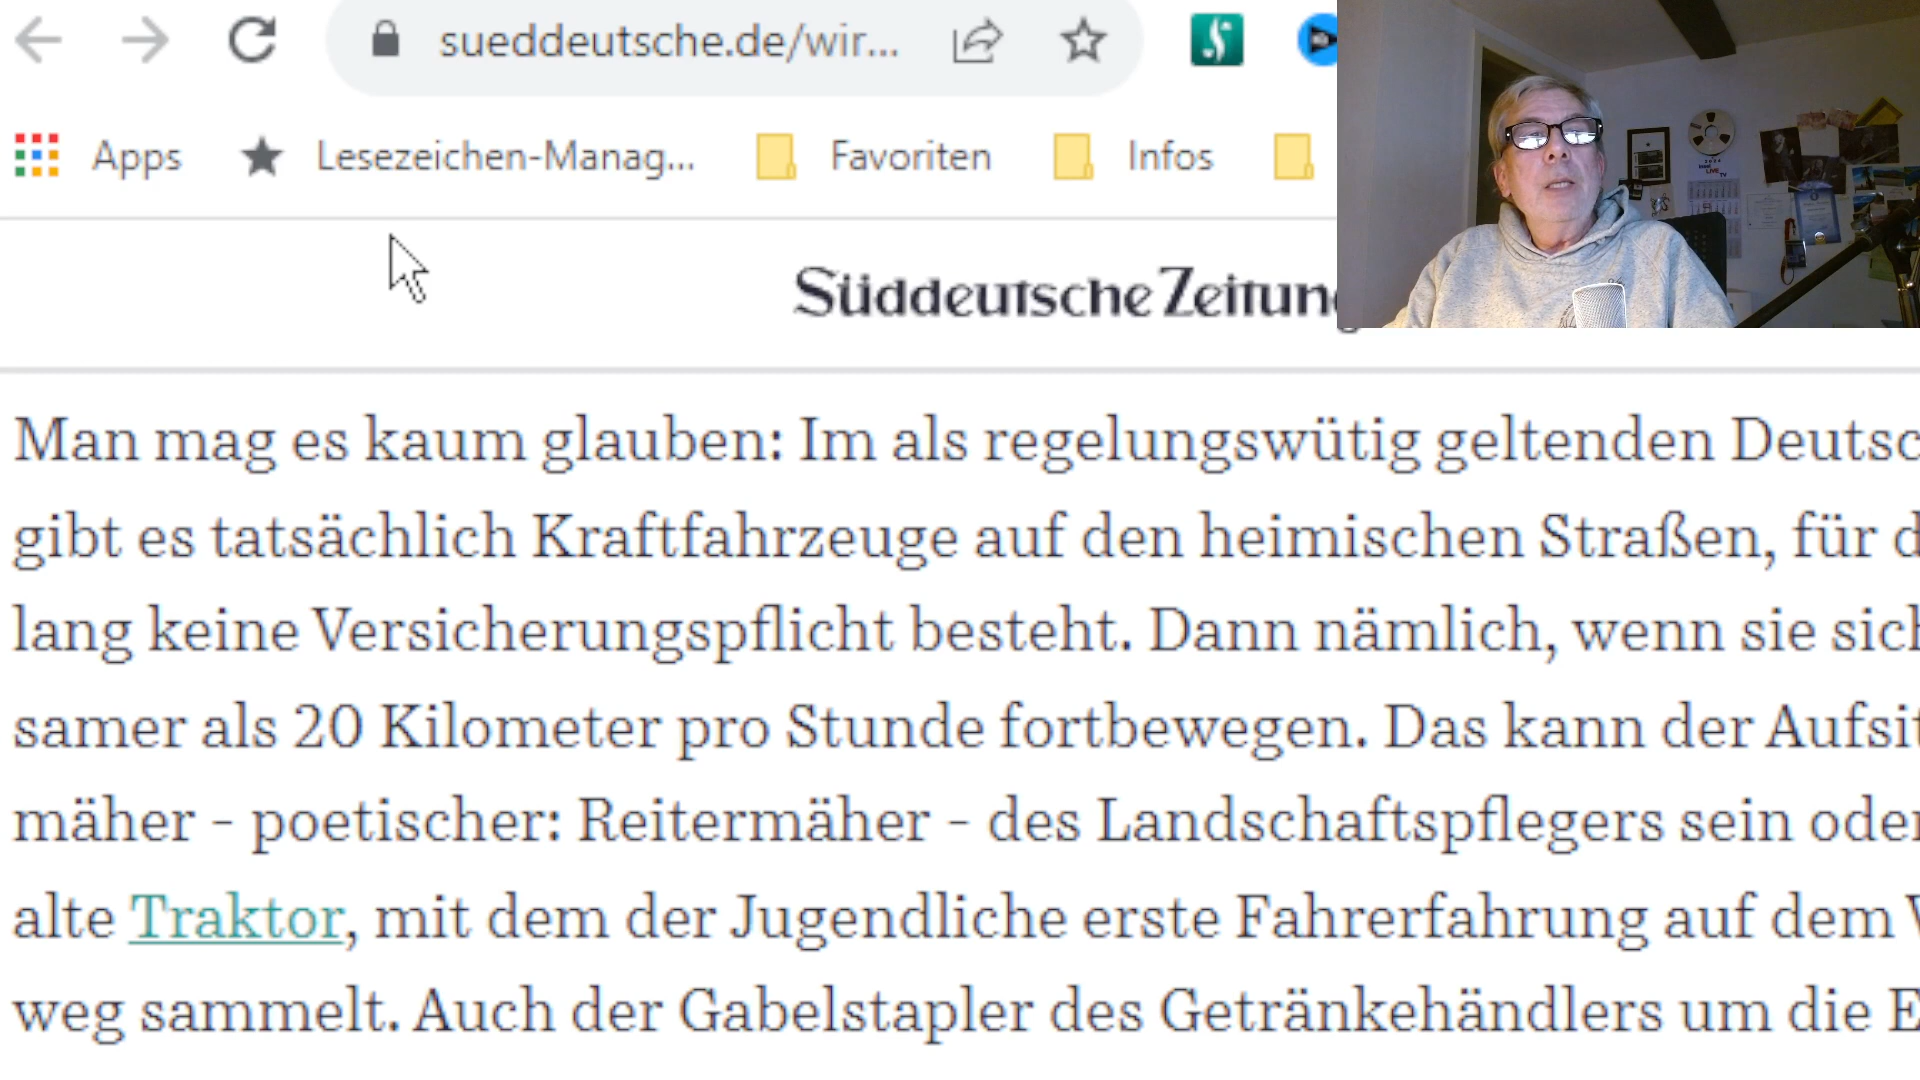 sueddeutsche.de/wir...
Apps Lesezeichen-Manag... Favoriten Infos
Süddeutsche Zeitung
Man mag es kaum glauben: Im als regelungswütig geltenden Deutsc
gibt es tatsächlich Kraftfahrzeuge auf den heimischen Straßen, für d
lang keine Versicherungspflicht besteht. Dann nämlich, wenn sie sich
samer als 20 Kilometer pro Stunde fortbewegen. Das kann der Aufsit
mäher - poetischer: Reitermäher - des Landschaftspflegers sein oder
alte Traktor, mit dem der Jugendliche erste Fahrerfahrung auf dem W
weg sammelt. Auch der Gabelstapler des Getränkehändlers um die E